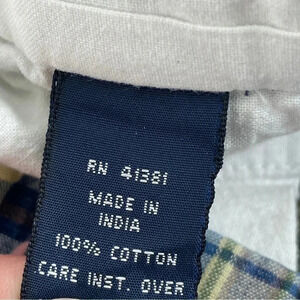 RN 41381
MADE IN
INDIA
100% COTTON
CARE INST. OVER